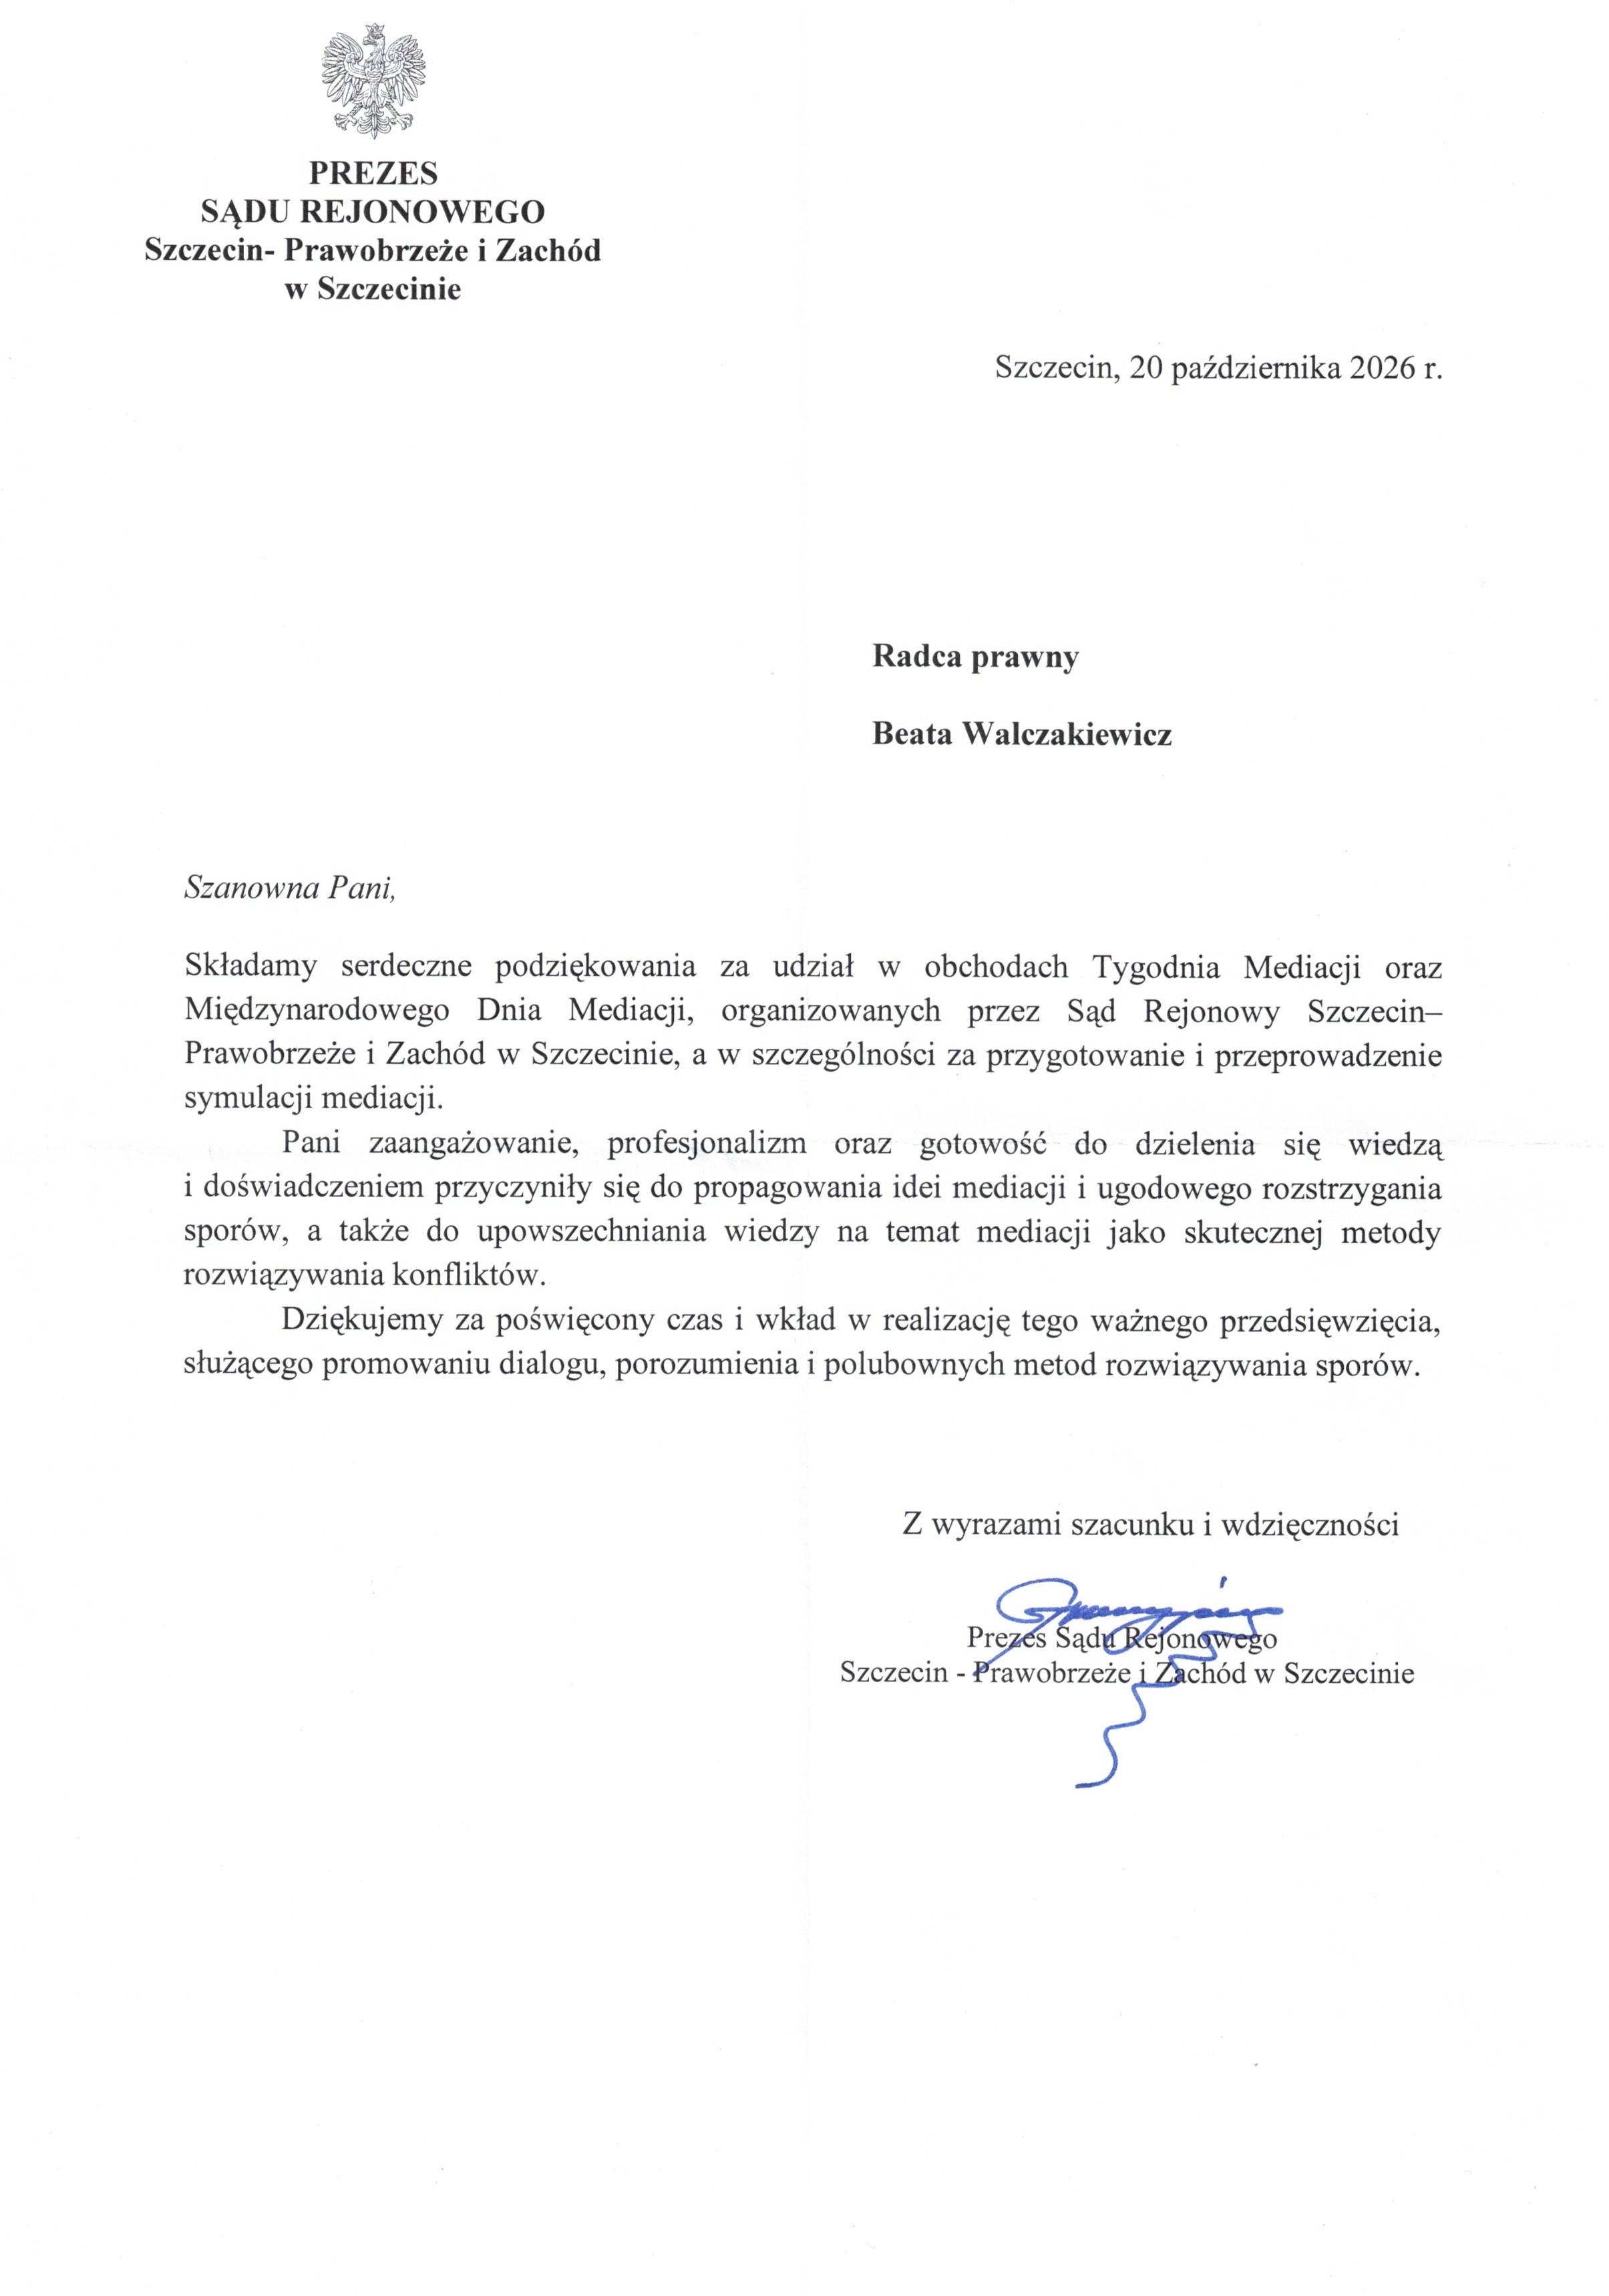 PREZES
SĄDU REJONOWEGO
Szczecin- Prawobrzeże i Zachód
w Szczecinie
Szczecin, 20 października 2026 r.
Radca prawny
Beata Walczakiewicz
Szanowna Pani,
Składamy serdeczne podziękowania za udział w obchodach Tygodnia Mediacji oraz
Międzynarodowego Dnia Mediacji, organizowanych przez Sąd Rejonowy Szczecin–
Prawobrzeże i Zachód w Szczecinie, a w szczególności za przygotowanie i przeprowadzenie
symulacji mediacji.
Pani zaangażowanie, profesjonalizm oraz gotowość do dzielenia się wiedzą
i doświadczeniem przyczyniły się do propagowania idei mediacji i ugodowego rozstrzygania
sporów, a także do upowszechniania wiedzy na temat mediacji jako skutecznej metody
rozwiązywania konfliktów.
Dziękujemy za poświęcony czas i wkład w realizację tego ważnego przedsięwzięcia,
służącego promowaniu dialogu, porozumienia i polubownych metod rozwiązywania sporów.
Z wyrazami szacunku i wdzięczności
Prezes Sądu Rejonowego
Szczecin - Prawobrzeże i Zachód w Szczecinie